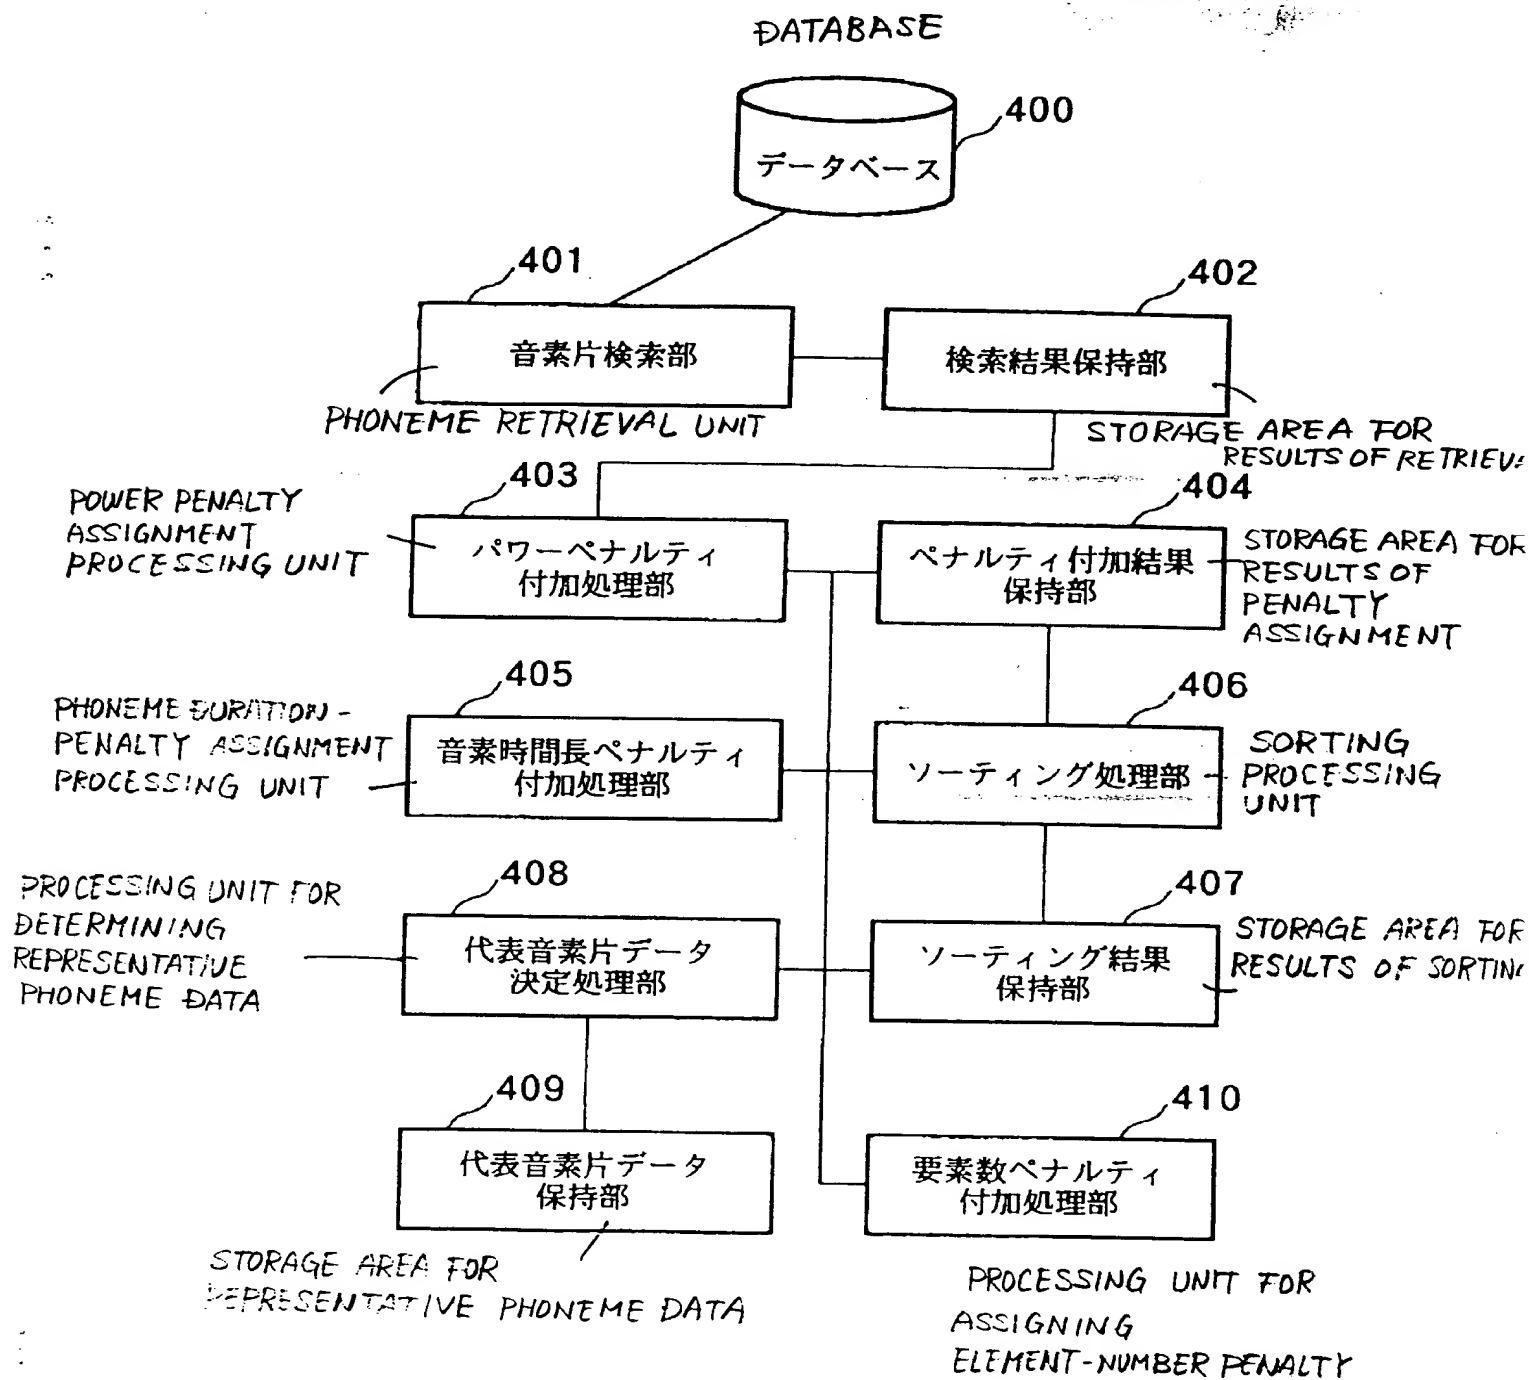 DATABASE
400
データベース
401
402
音素片検索部
検索結果保持部
PHONEME RETRIEVAL UNIT
STORAGE AREA FOR
RESULTS OF
403
404
POWER PENALTY
ASSIGNMENT
PROCESSING UNIT
パワーペナルティ
付加処理部
ペナルティ付加結果
保持部
STORAGE AREA FOR
RESULTS OF
PENALTY
ASSIGNMENT
405
406
PHONEME DURATION-
PENALTY ASSIGNMENT
PROCESSING UNIT
音素時間長ペナルティ
付加処理部
ソーティング処理部
SORTING
PROCESSING
UNIT
408
407
PROCESSING UNIT FOR
DETERMINING
REPRESENTATIVE
PHONEME DATA
代表音素片データ
決定処理部
ソーティング結果
保持部
STORAGE AREA FOR
RESULTS OF
409
410
代表音素片データ
保持部
要素数ペナルティ
付加処理部
STORAGE AREA FOR
REPRESENTATIVE PHONEME DATA
PROCESSING UNIT FOR
ASSIGNING
ELEMENT-NUMBER PENALTY